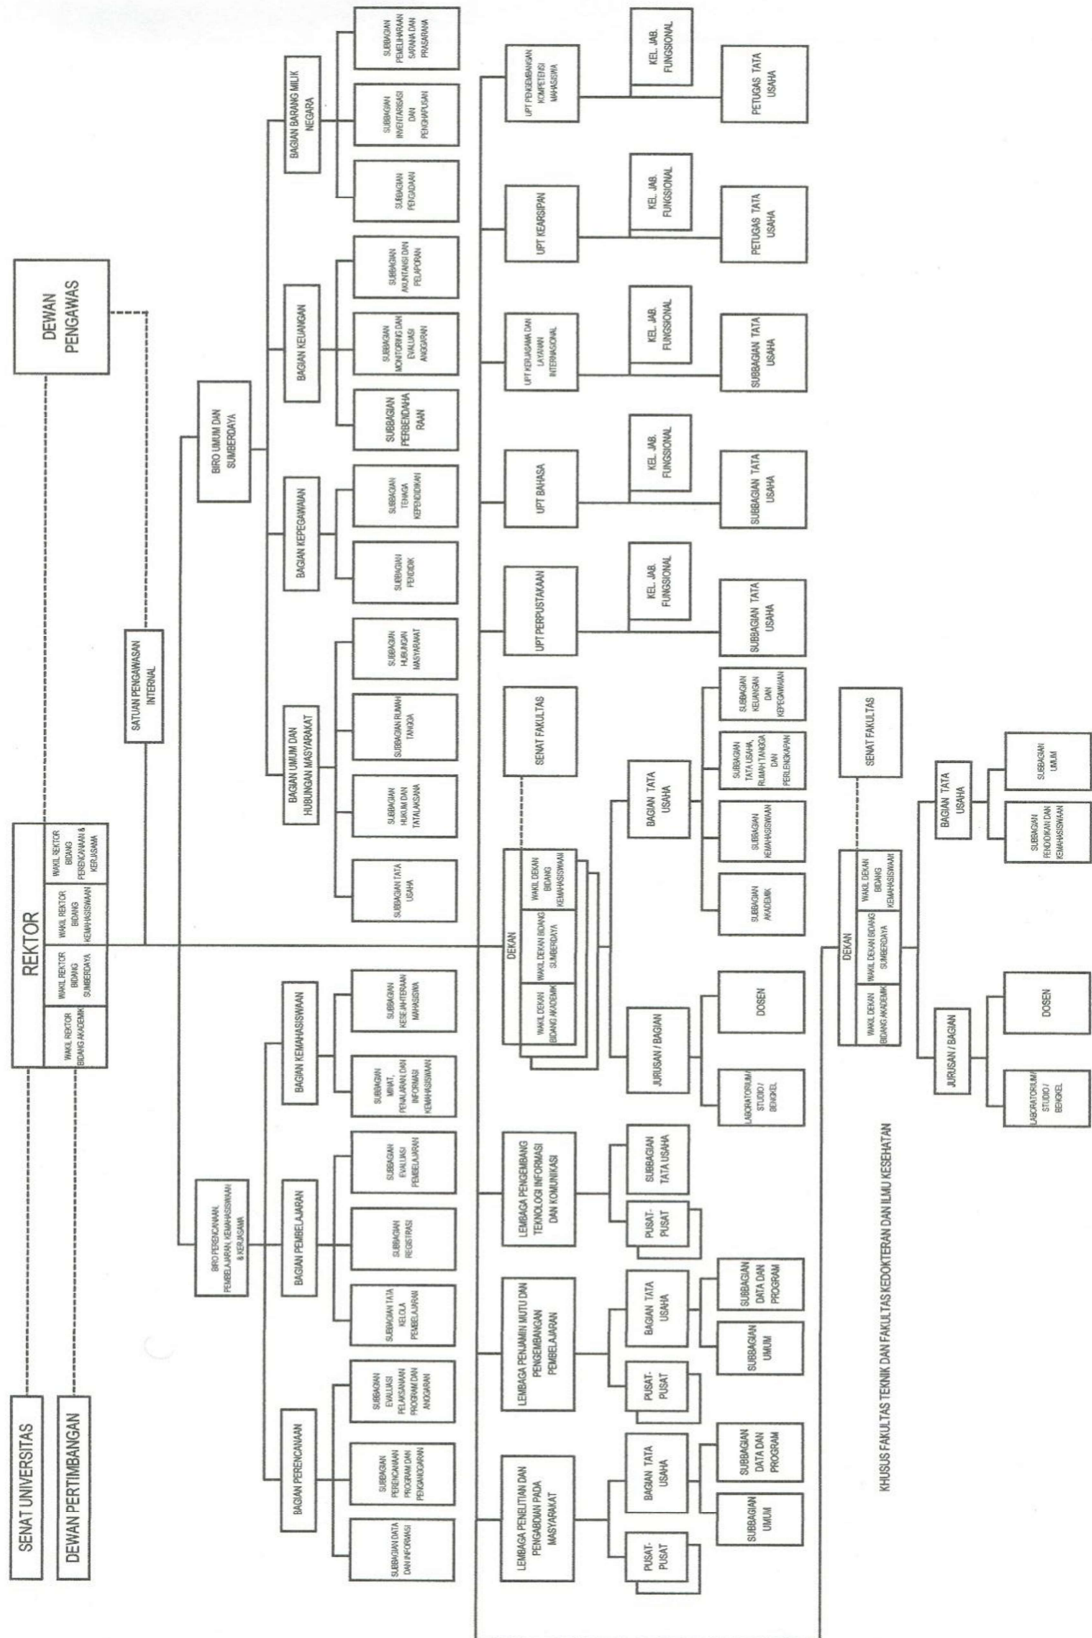 SENAT UNIVERSITAS
DEWAN PERTIMBANGAN
REKTOR
WAKIL REKTOR
BIDANG AKADEMIK
WAKIL REKTOR
BIDANG
SUMBERDAYA
WAKIL REKTOR
BIDANG
KEMAHASISWAAN
WAKIL REKTOR
BIDANG
PERENCANAAN &
KERJASAMA
DEWAN
PENGAWAS
SATUAN PENGAWASAN
INTERNAL
BIRO PERENCANAAN,
PEMBELAJARAN, KEMAHASISWAAN
& KERJASAMA
BIRO UMUM DAN
SUMBERDAYA
BAGIAN PERENCANAAN
BAGIAN PEMBELAJARAN
BAGIAN KEMAHASISWAAN
BAGIAN UMUM DAN
HUBUNGAN MASYARAKAT
BAGIAN KEPEGAWAIAN
BAGIAN KEUANGAN
BAGIAN BARANG MILIK
NEGARA
SUBBAGIAN DATA
DAN INFORMASI
SUBBAGIAN
PERENCANAAN
PROGRAM DAN
PENGANGGARAN
SUBBAGIAN
EVALUASI
PELAKSANAAN
PROGRAM DAN
ANGGARAN
SUBBAGIAN TATA
KELOLA
PEMBELAJARAN
SUBBAGIAN
REGISTRASI
SUBBAGIAN
EVALUASI
PEMBELAJARAN
SUBBAGIAN
MINAT,
PENALARAN, DAN
INFORMASI
KEMAHASISWAAN
SUBBAGIAN
KESEJAHTERAAN
MAHASISWA
SUBBAGIAN TATA
USAHA
SUBBAGIAN
HUKUM DAN
TATALAKSANA
SUBBAGIAN RUMAH
TANGGA
SUBBAGIAN
HUBUNGAN
MASYARAKAT
SUBBAGIAN
PENDIDIK
SUBBAGIAN
TENAGA
KEPENDIDIKAN
SUBBAGIAN
PERBENDAHA
RAAN
SUBBAGIAN
MONITORING DAN
EVALUASI
ANGGARAN
SUBBAGIAN
AKUNTANSI DAN
PELAPORAN
SUBBAGIAN
PENGADAAN
SUBBAGIAN
INVENTARISASI
DAN
PENGHAPUSAN
SUBBAGIAN
PEMELIHARAAN
SARANA DAN
PRASARANA
LEMBAGA PENELITIAN DAN
PENGABDIAN PADA
MASYARAKAT
PUSAT-
PUSAT
BAGIAN TATA
USAHA
SUBBAGIAN
UMUM
SUBBAGIAN
DATA DAN
PROGRAM
LEMBAGA PENJAMIN MUTU DAN
PENGEMBANGAN
PEMBELAJARAN
PUSAT-
PUSAT
BAGIAN TATA
USAHA
SUBBAGIAN
UMUM
SUBBAGIAN
DATA DAN
PROGRAM
LEMBAGA PENGEMBANG
TEKNOLOGI INFORMASI
DAN KOMUNIKASI
PUSAT-
PUSAT
SUBBAGIAN
TATA USAHA
DEKAN
WAKIL DEKAN
BIDANG AKADEMIK
WAKIL DEKAN BIDANG
SUMBERDAYA
WAKIL DEKAN
BIDANG
KEMAHASISWAAN
SENAT FAKULTAS
JURUSAN / BAGIAN
LABORATORIUM/
STUDIO /
BENGKEL
DOSEN
BAGIAN TATA
USAHA
SUBBAGIAN
AKADEMIK
SUBBAGIAN
KEMAHASISWAAN
SUBBAGIAN
TATA USAHA,
RUMAH TANGGA
DAN
PERLENGKAPAN
SUBBAGIAN
KEUANGAN
DAN
KEPEGAWAIAN
UPT PERPUSTAKAAN
KEL. JAB.
FUNGSIONAL
SUBBAGIAN TATA
USAHA
UPT BAHASA
KEL. JAB.
FUNGSIONAL
SUBBAGIAN TATA
USAHA
UPT KERJASAMA DAN
LAYANAN
INTERNASIONAL
KEL. JAB.
FUNGSIONAL
SUBBAGIAN TATA
USAHA
UPT KEARSIPAN
KEL. JAB.
FUNGSIONAL
PETUGAS TATA
USAHA
UPT PENGEMBANGAN
KOMPETENSI
MAHASISWA
KEL. JAB.
FUNGSIONAL
PETUGAS TATA
USAHA
KHUSUS FAKULTAS TEKNIK DAN FAKULTAS KEDOKTERAN DAN ILMU KESEHATAN
DEKAN
WAKIL DEKAN
BIDANG AKADEMIK
WAKIL DEKAN BIDANG
SUMBERDAYA
WAKIL DEKAN
BIDANG
KEMAHASISWAAN
SENAT FAKULTAS
JURUSAN / BAGIAN
LABORATORIUM/
STUDIO /
BENGKEL
DOSEN
BAGIAN TATA
USAHA
SUBBAGIAN
PENDIDIKAN DAN
KEMAHASISWAAN
SUBBAGIAN
UMUM